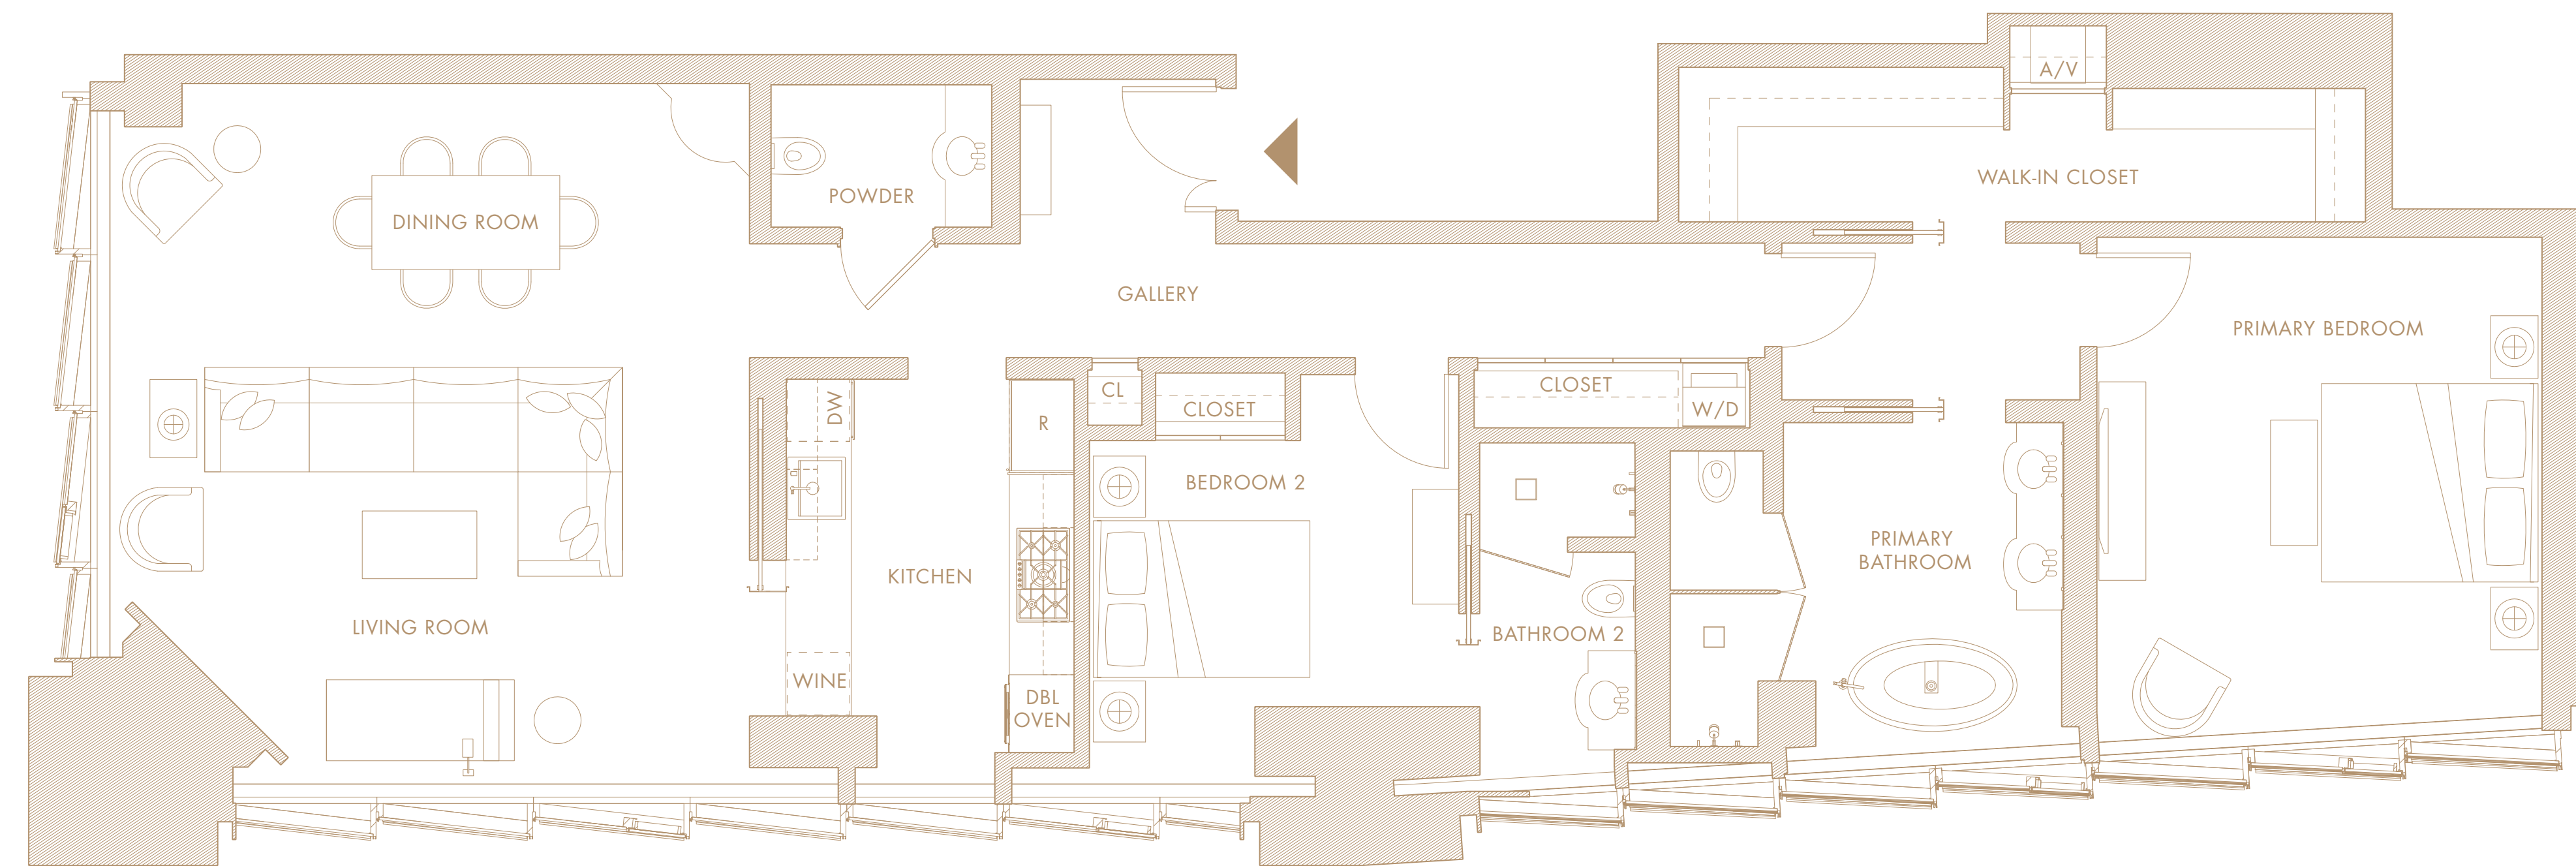 A/V
WALK-IN CLOSET
POWDER
DINING ROOM
GALLERY
PRIMARY BEDROOM
CL
CLOSET
CLOSET
W/D
DW
R
BEDROOM 2
PRIMARY
BATHROOM
KITCHEN
LIVING ROOM
BATHROOM 2
WINE
DBL
OVEN